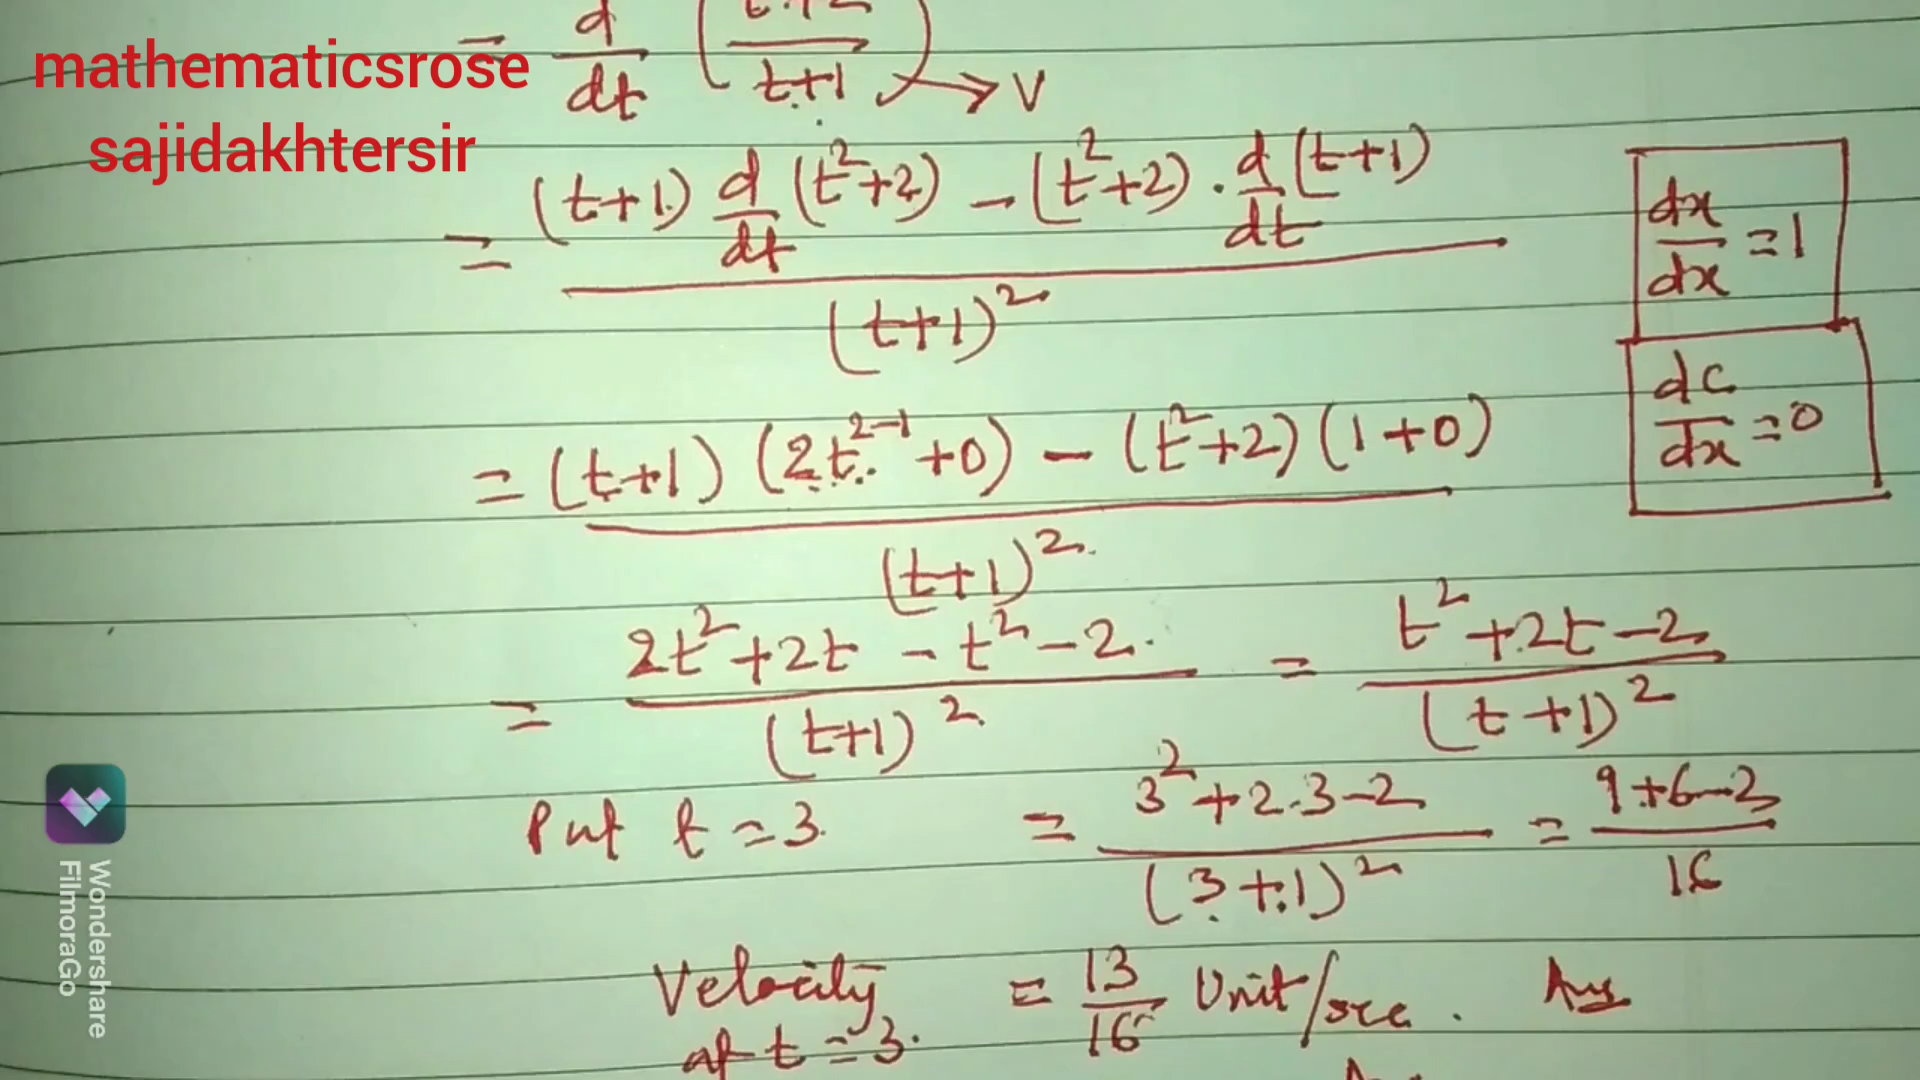 mathematicsrose
sajidakhtersir
= d/dt ( /t+1) → V
= (t+1) d/dt (t²+2) - (t²+2) · d/dt (t+1) / (t+1)²
dx/dx = 1
dc/dx = 0
= (t+1) (2t²⁻¹ +0) - (t²+2) (1+0) / (t+1)²
= 2t²+2t - t² - 2 / (t+1)² = t²+2t-2 / (t+1)²
Put t = 3 = 3²+2.3-2 / (3+1)² = 9+6-2 / 16
Velocity = 13/16 Unit/sec. Ans
at t = 3.
Wondershare
FilmoraGo